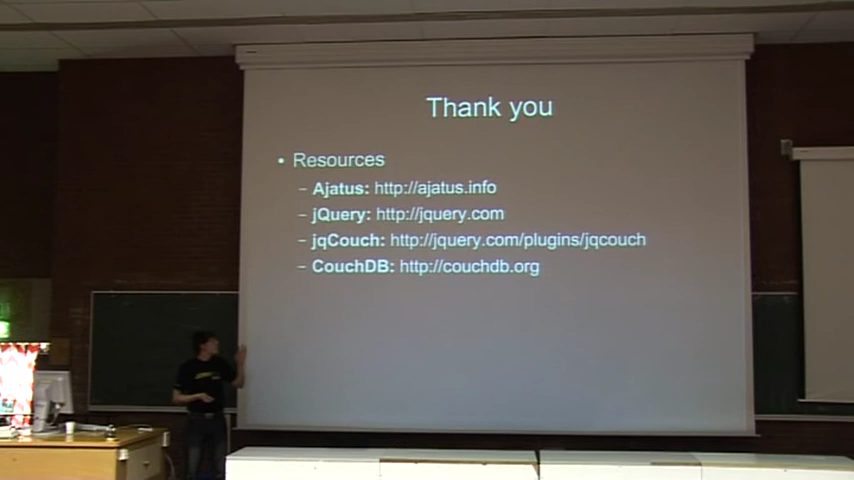 Thank you
• Resources
– Ajatus: http://ajatus.info
– jQuery: http://jquery.com
– jqCouch: http://jquery.com/plugins/jqcouch
– CouchDB: http://couchdb.org